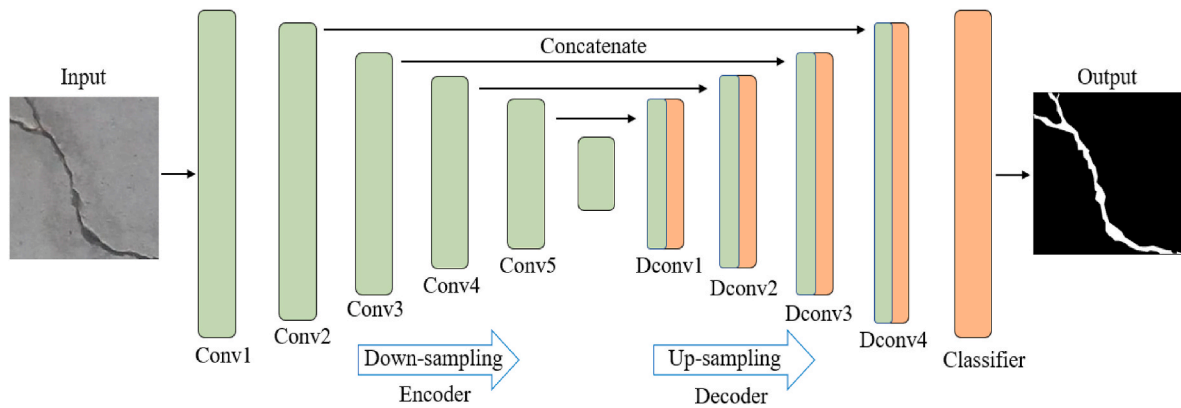 Input
Concatenate
Output
Conv1
Conv2
Conv3
Conv4
Conv5
Dconv1
Dconv2
Dconv3
Dconv4
Classifier
Down-sampling
Encoder
Up-sampling
Decoder